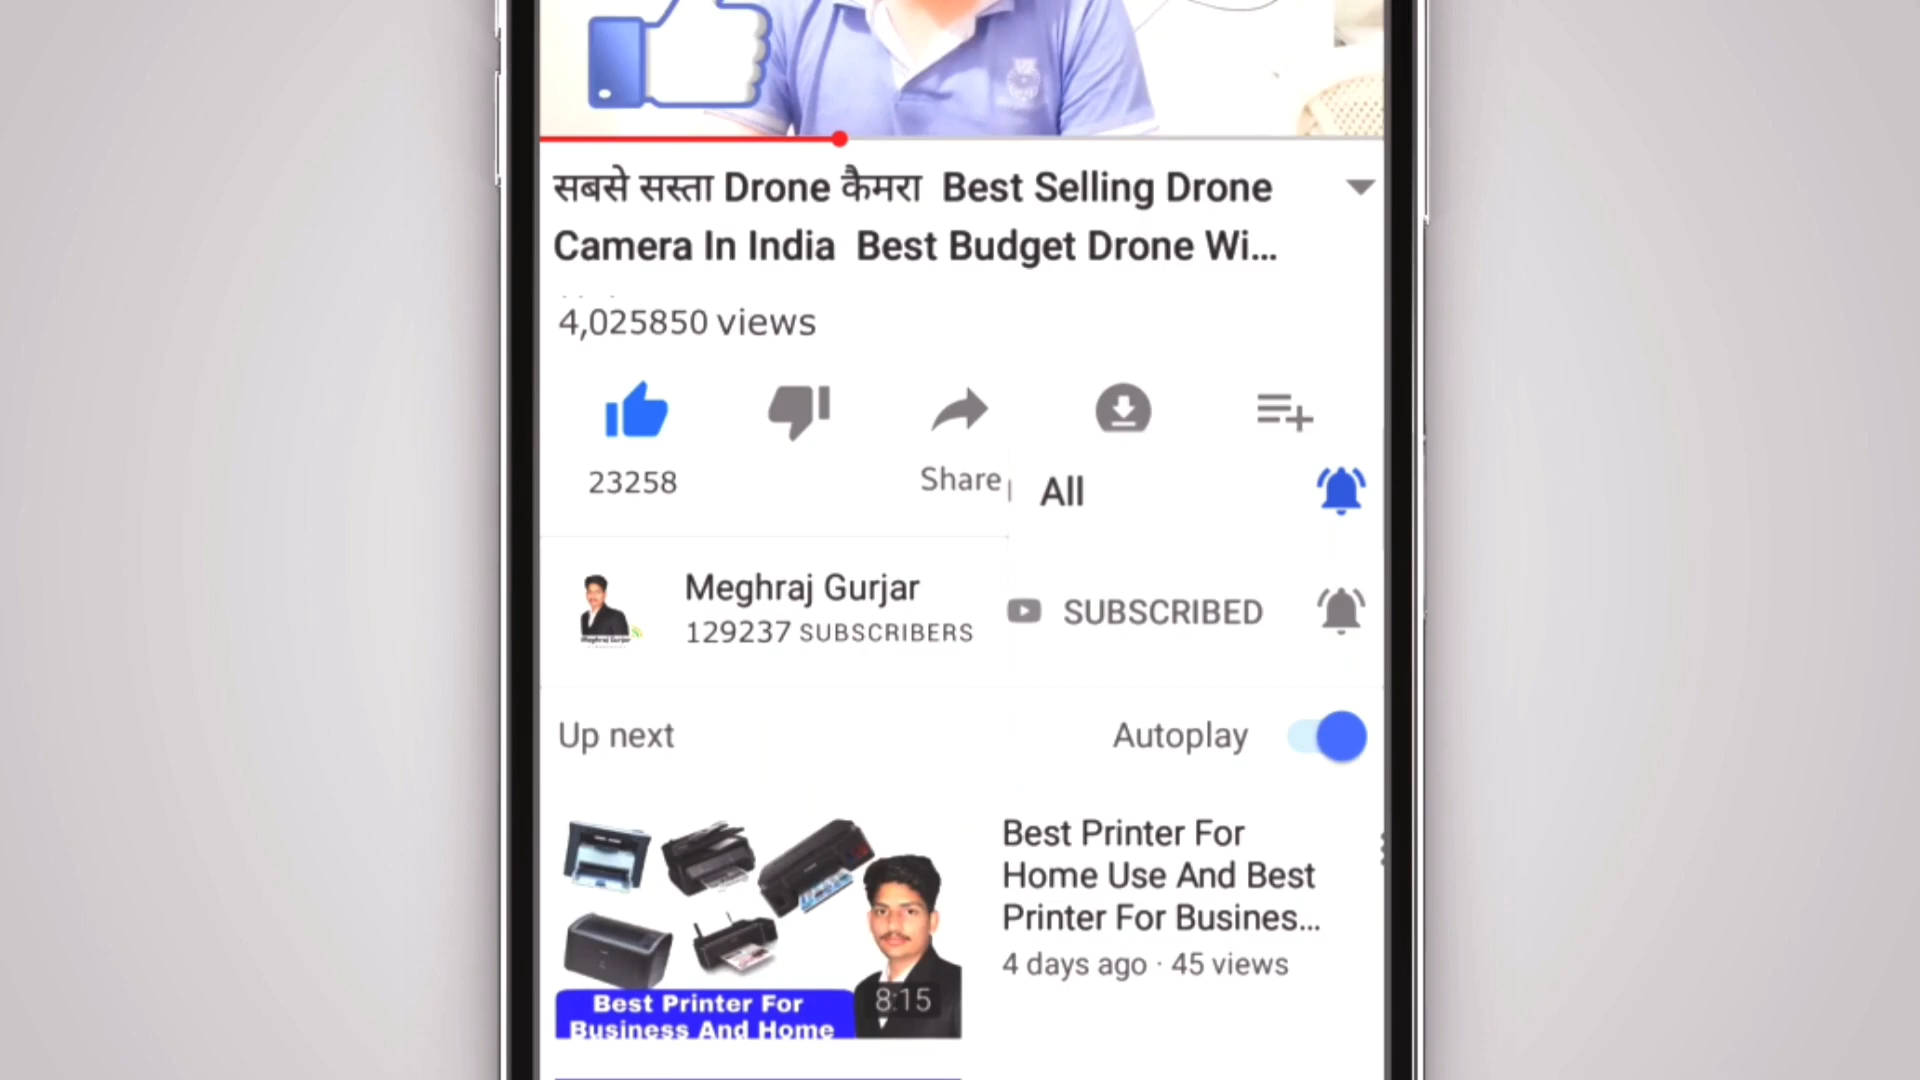 सबसे सस्ता Drone कैमरा Best Selling Drone
Camera In India Best Budget Drone Wi...
4,025850 views
23258
Share
All
Meghraj Gurjar
129237 SUBSCRIBERS
SUBSCRIBED
Up next
Autoplay
Best Printer For
Home Use And Best
Printer For Busines...
4 days ago · 45 views
Best Printer For
Business And Home
8:15
Meghraj Gurjar